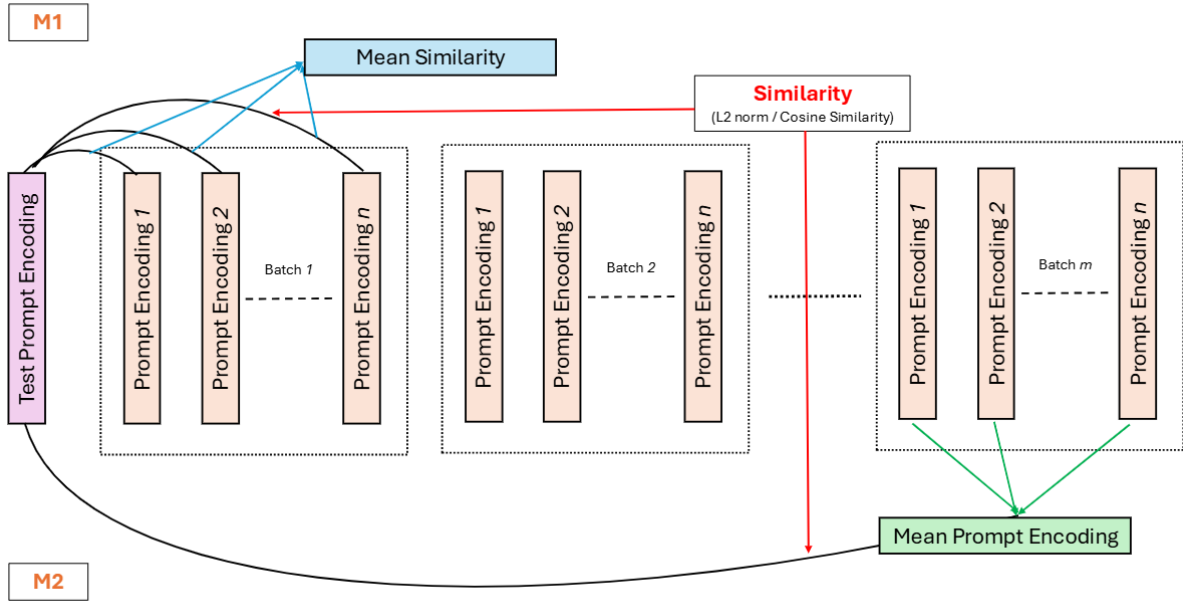 M1
Mean Similarity
Similarity
(L2 norm / Cosine Similarity)
Test Prompt Encoding
Prompt Encoding 1
Prompt Encoding 2
Batch 1
Prompt Encoding n
Prompt Encoding 1
Prompt Encoding 2
Batch 2
Prompt Encoding n
Prompt Encoding 1
Prompt Encoding 2
Batch m
Prompt Encoding n
Mean Prompt Encoding
M2